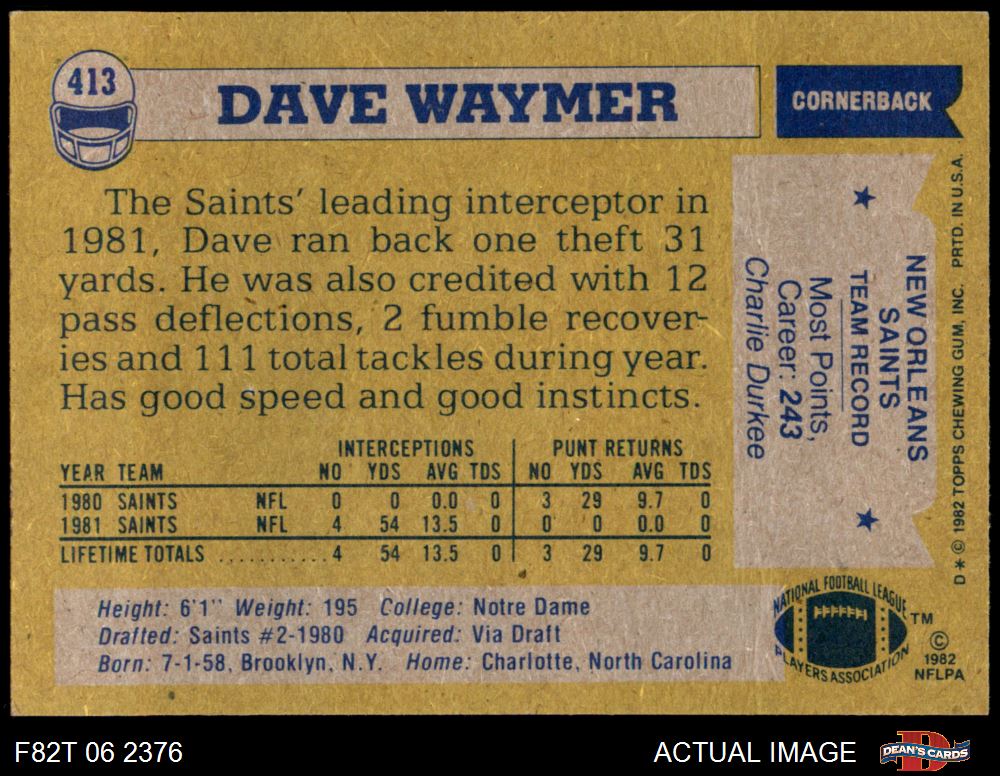 413
DAVE WAYMER
CORNERBACK
The Saints' leading interceptor in
1981, Dave ran back one theft 31
yards. He was also credited with 12
pass deflections, 2 fumble recover-
ies and 111 total tackles during year.
Has good speed and good instincts.
INTERCEPTIONS PUNT RETURNS
YEAR TEAM NO YDS AVG TDS NO YDS AVG TDS
1980 SAINTS NFL 0 0 0.0 0 3 29 9.7 0
1981 SAINTS NFL 4 54 13.5 0 0 0 0.0 0
LIFETIME TOTALS .......... 4 54 13.5 0 3 29 9.7 0
Height: 6'1" Weight: 195 College: Notre Dame
Drafted: Saints #2-1980 Acquired: Via Draft
Born: 7-1-58, Brooklyn, N.Y. Home: Charlotte, North Carolina
NEW ORLEANS
SAINTS
TEAM RECORD
Most Points,
Career: 243
Charlie Durkee
D * © 1982 TOPPS CHEWING GUM, INC. PRTD. IN U.S.A.
NATIONAL FOOTBALL LEAGUE
PLAYERS ASSOCIATION
TM
©
1982
NFLPA
F82T 06 2376
ACTUAL IMAGE
DEAN'S CARDS